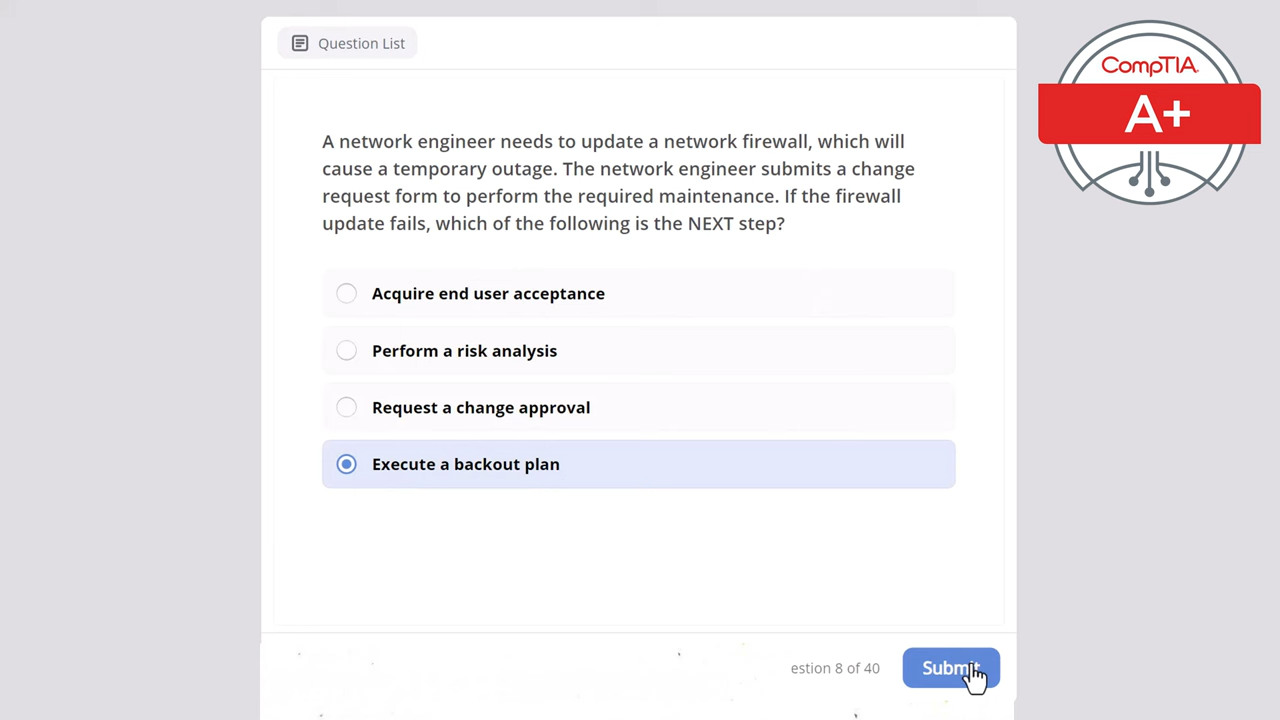 Question List
CompTIA
A+
A network engineer needs to update a network firewall, which will
cause a temporary outage. The network engineer submits a change
request form to perform the required maintenance. If the firewall
update fails, which of the following is the NEXT step?
Acquire end user acceptance
Perform a risk analysis
Request a change approval
Execute a backout plan
estion 8 of 40
Submit